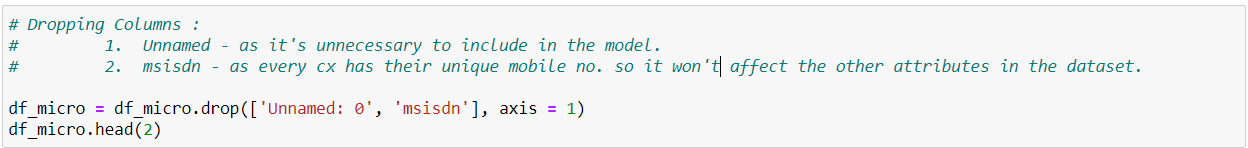 # Dropping Columns :
#         1.  Unnamed - as it's unnecessary to include in the model.
#         2.  msisdn - as every cx has their unique mobile no. so it won't affect the other attributes in the dataset.
df_micro = df_micro.drop(['Unnamed: 0', 'msisdn'], axis = 1)
df_micro.head(2)